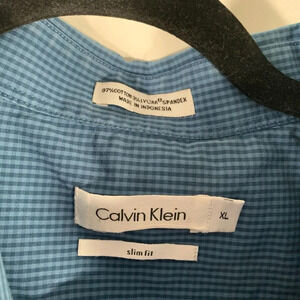 97%COTTON 3%LYCRA® SPANDEX
MADE IN INDONESIA
Calvin Klein
XL
slim fit